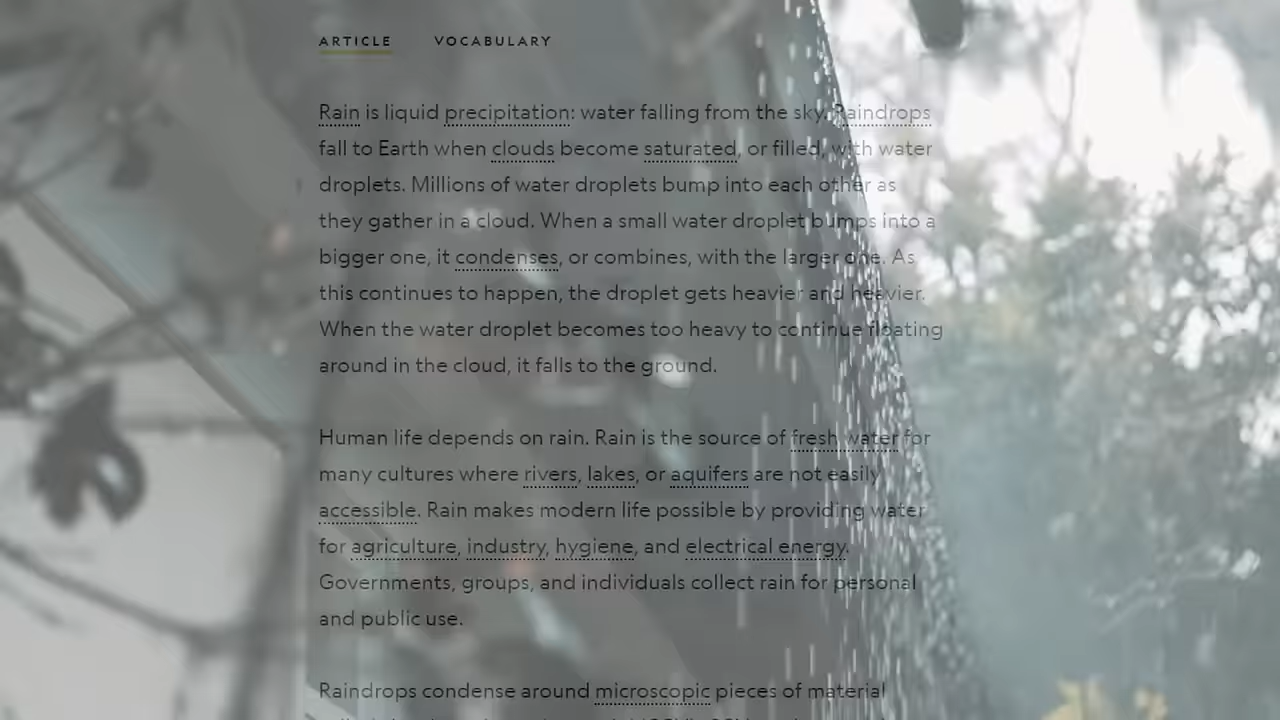 ARTICLE VOCABULARY
Rain is liquid precipitation: water falling from the sky. Raindrops
fall to Earth when clouds become saturated, or filled, with water
droplets. Millions of water droplets bump into each other as
they gather in a cloud. When a small water droplet bumps into a
bigger one, it condenses, or combines, with the larger one. As
this continues to happen, the droplet gets heavier and heavier.
When the water droplet becomes too heavy to continue floating
around in the cloud, it falls to the ground.
Human life depends on rain. Rain is the source of fresh water for
many cultures where rivers, lakes, or aquifers are not easily
accessible. Rain makes modern life possible by providing water
for agriculture, industry, hygiene, and electrical energy.
Governments, groups, and individuals collect rain for personal
and public use.
Raindrops condense around microscopic pieces of material